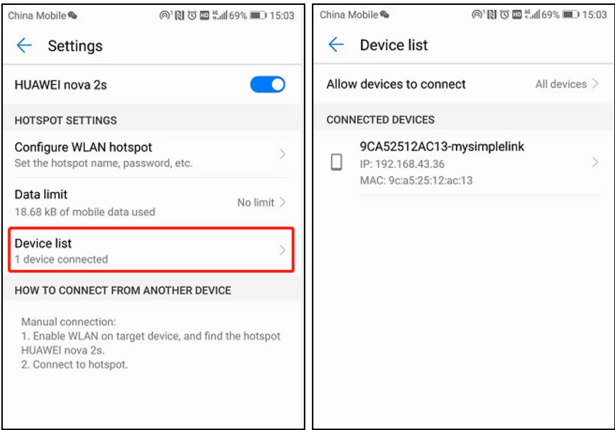 China Mobile 69% 15:03
Settings
HUAWEI nova 2s
HOTSPOT SETTINGS
Configure WLAN hotspot
Set the hotspot name, password, etc.
Data limit
18.68 kB of mobile data used
No limit
Device list
1 device connected
HOW TO CONNECT FROM ANOTHER DEVICE
Manual connection:
1. Enable WLAN on target device, and find the hotspot
HUAWEI nova 2s.
2. Connect to hotspot.
China Mobile 69% 15:03
Device list
Allow devices to connect All devices
CONNECTED DEVICES
9CA52512AC13-mysimplelink
IP: 192.168.43.36
MAC: 9c:a5:25:12:ac:13